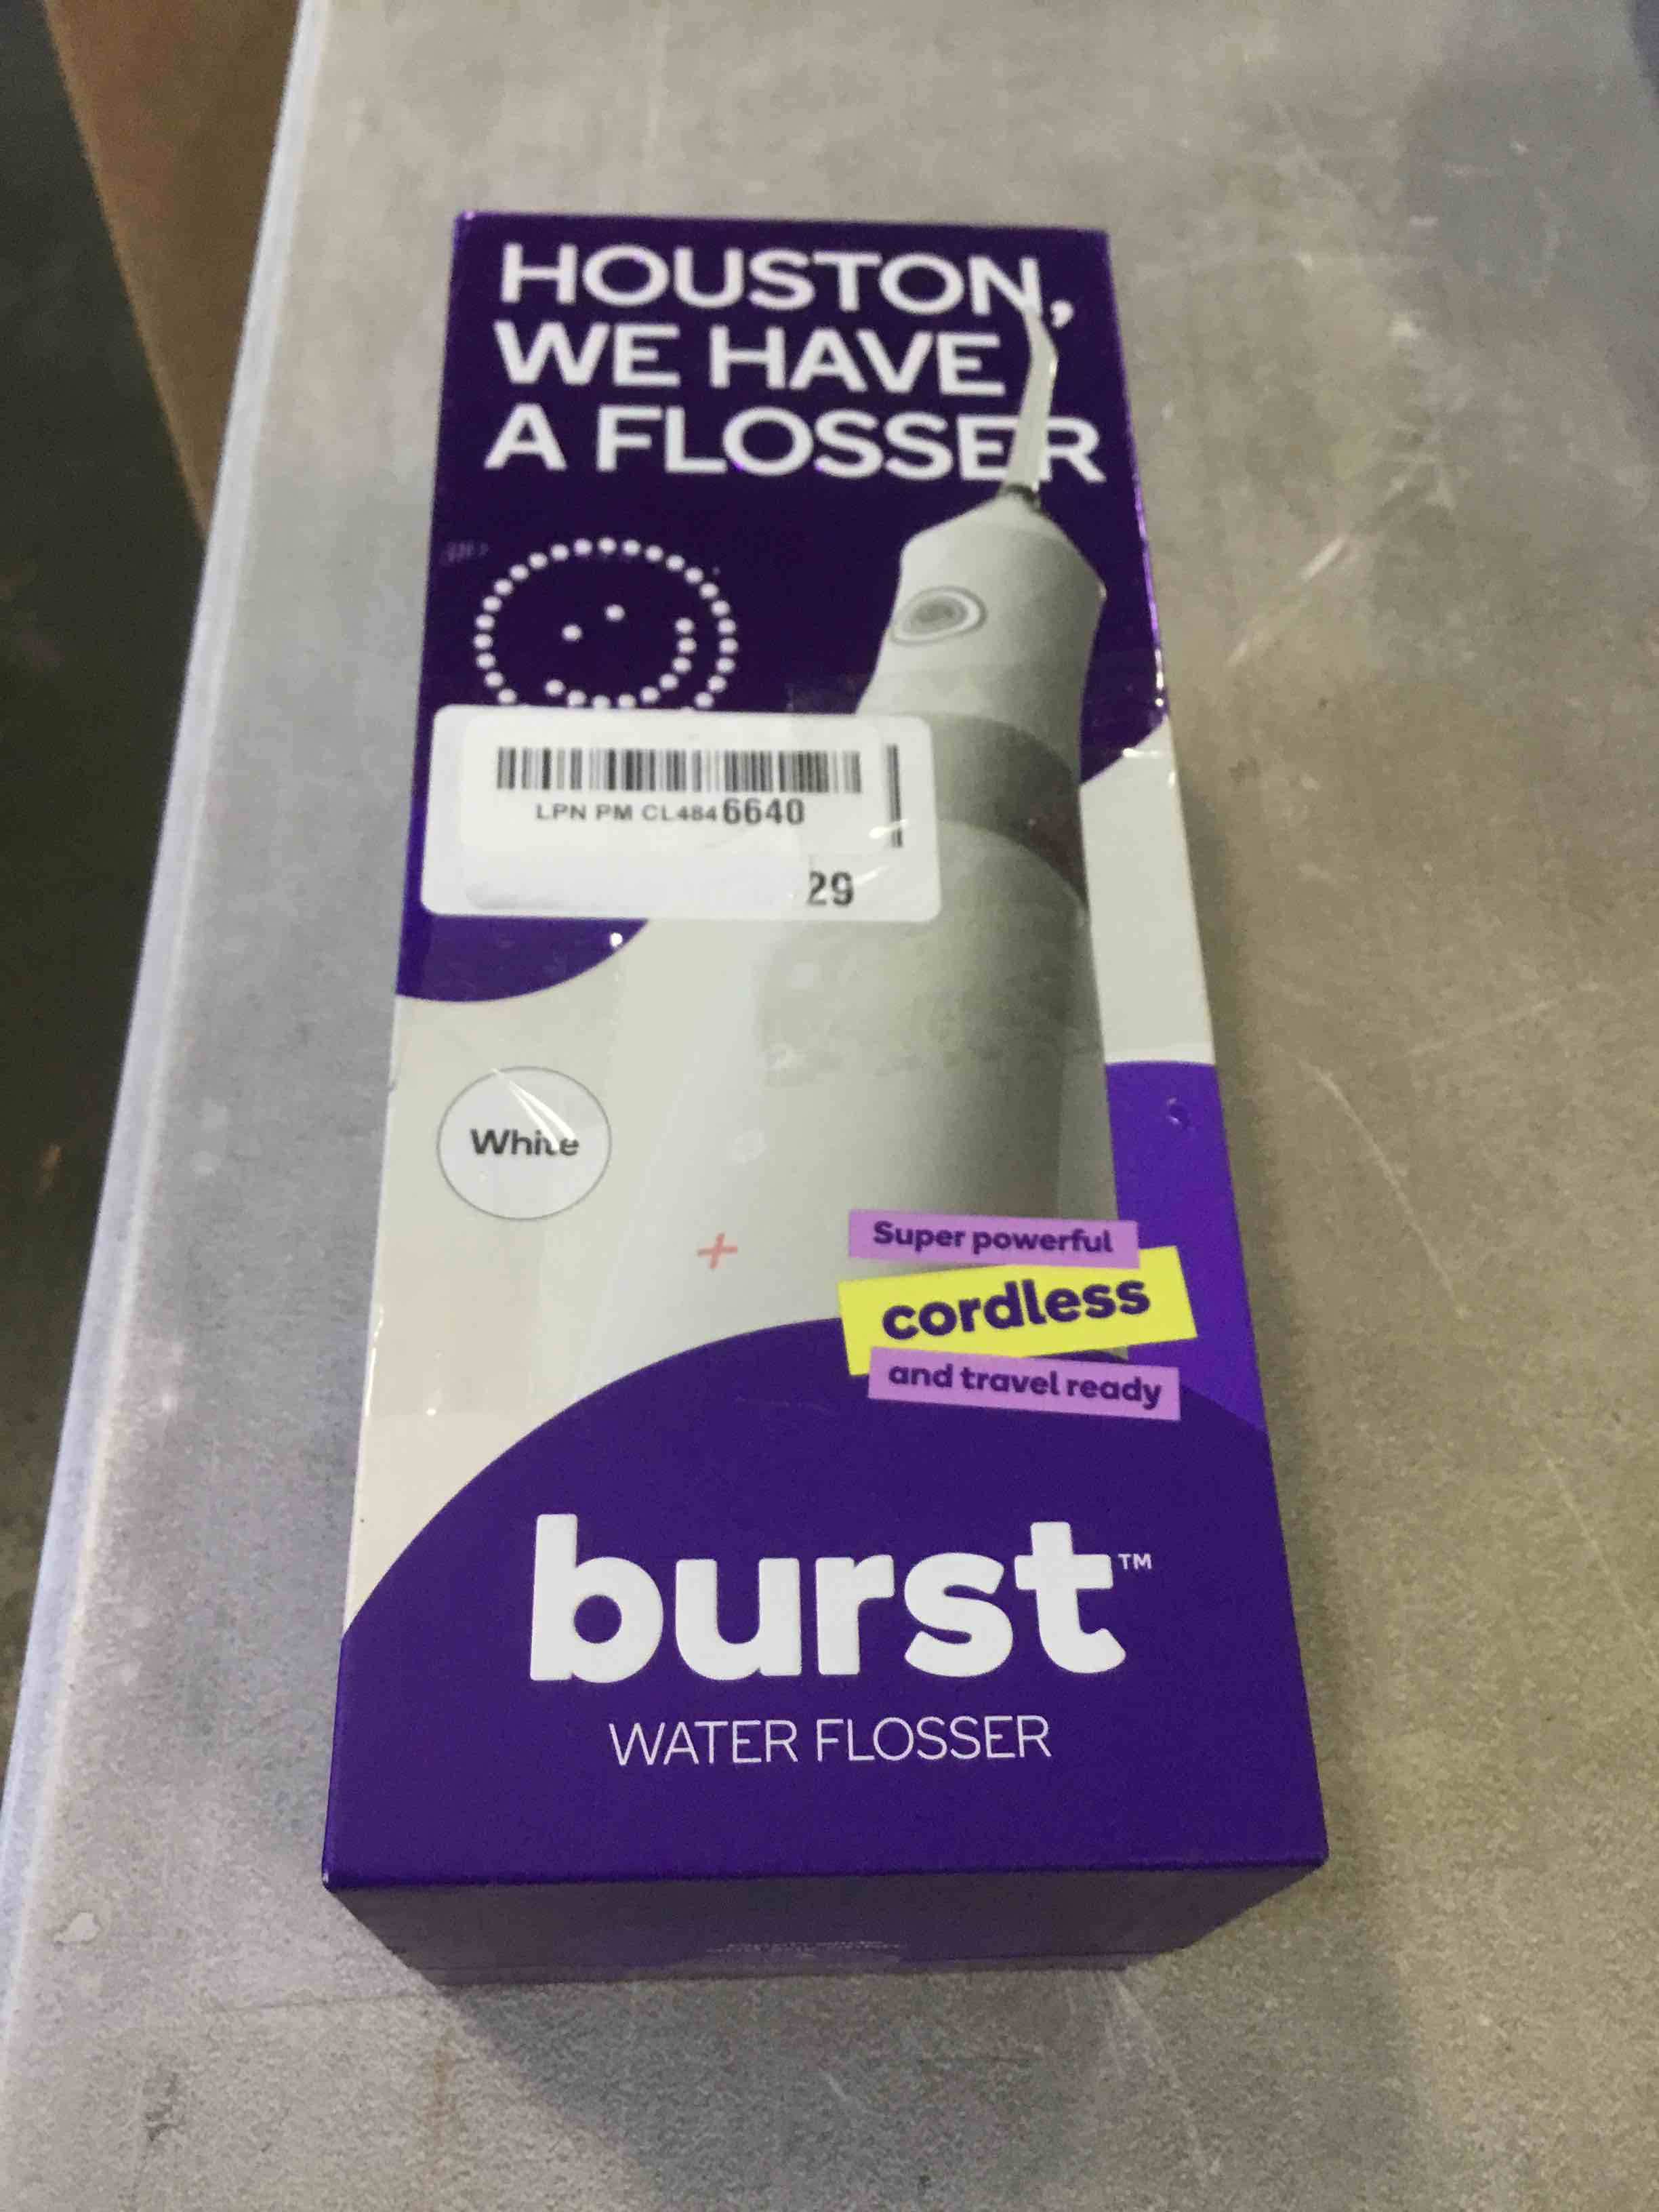 HOUSTON,
WE HAVE
A FLOSSER
LPN PM CL4846640
29
White
Super powerful
cordless
and travel ready
burst™
WATER FLOSSER